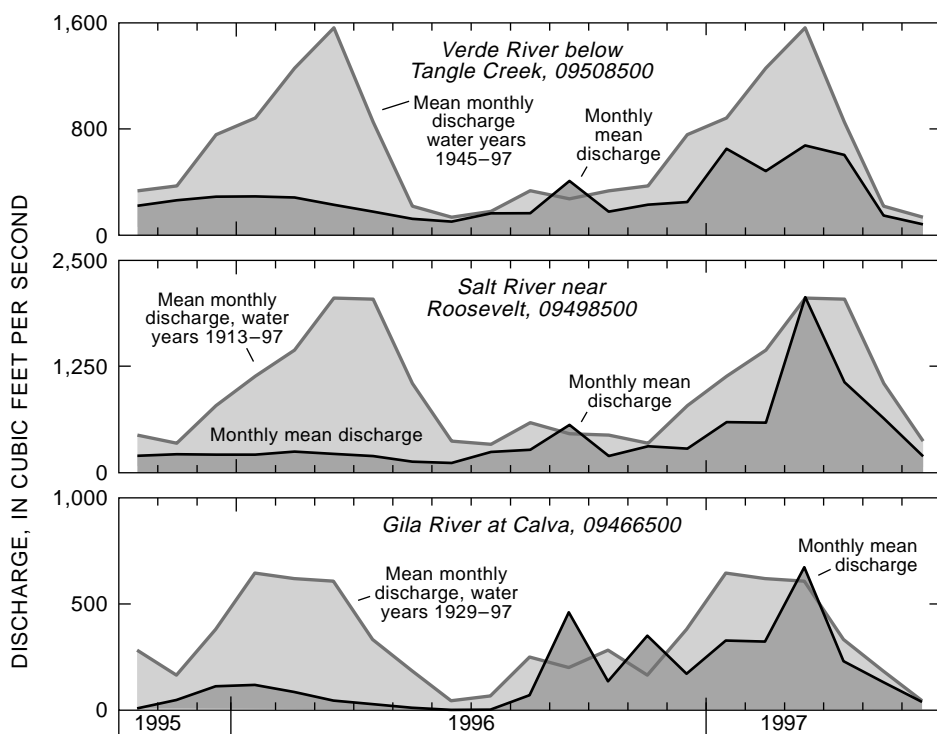 DISCHARGE, IN CUBIC FEET PER SECOND
1,600
800
0
Verde River below
Tangle Creek, 09508500
Mean monthly
discharge
water years
1945–97
Monthly
mean
discharge
2,500
1,250
0
Salt River near
Roosevelt, 09498500
Mean monthly
discharge, water
years 1913–97
Monthly mean
discharge
Monthly mean discharge
1,000
500
0
Gila River at Calva, 09466500
Mean monthly
discharge, water
years 1929–97
Monthly mean
discharge
1995
1996
1997